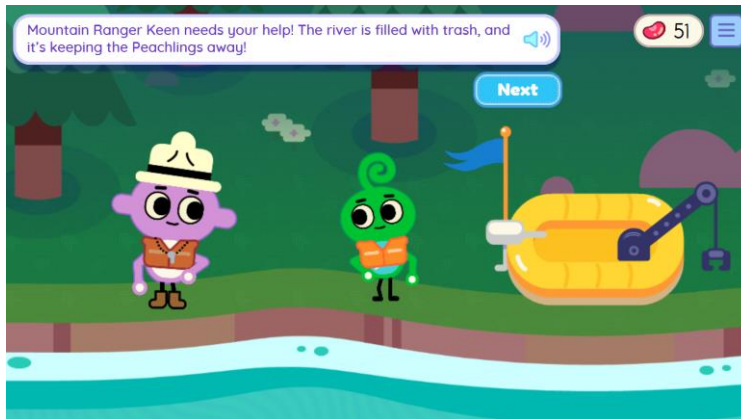 Mountain Ranger Keen needs your help! The river is filled with trash, and
it's keeping the Peachlings away!
51
Next